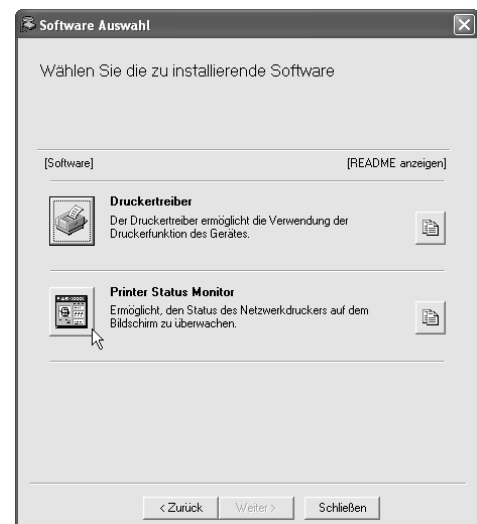 Software Auswahl
Wählen Sie die zu installierende Software
[Software] [README anzeigen]
Druckertreiber
Der Druckertreiber ermöglicht die Verwendung der
Druckerfunktion des Gerätes.
Printer Status Monitor
Ermöglicht, den Status des Netzwerkdruckers auf dem
Bildschirm zu überwachen.
< Zurück Weiter > Schließen